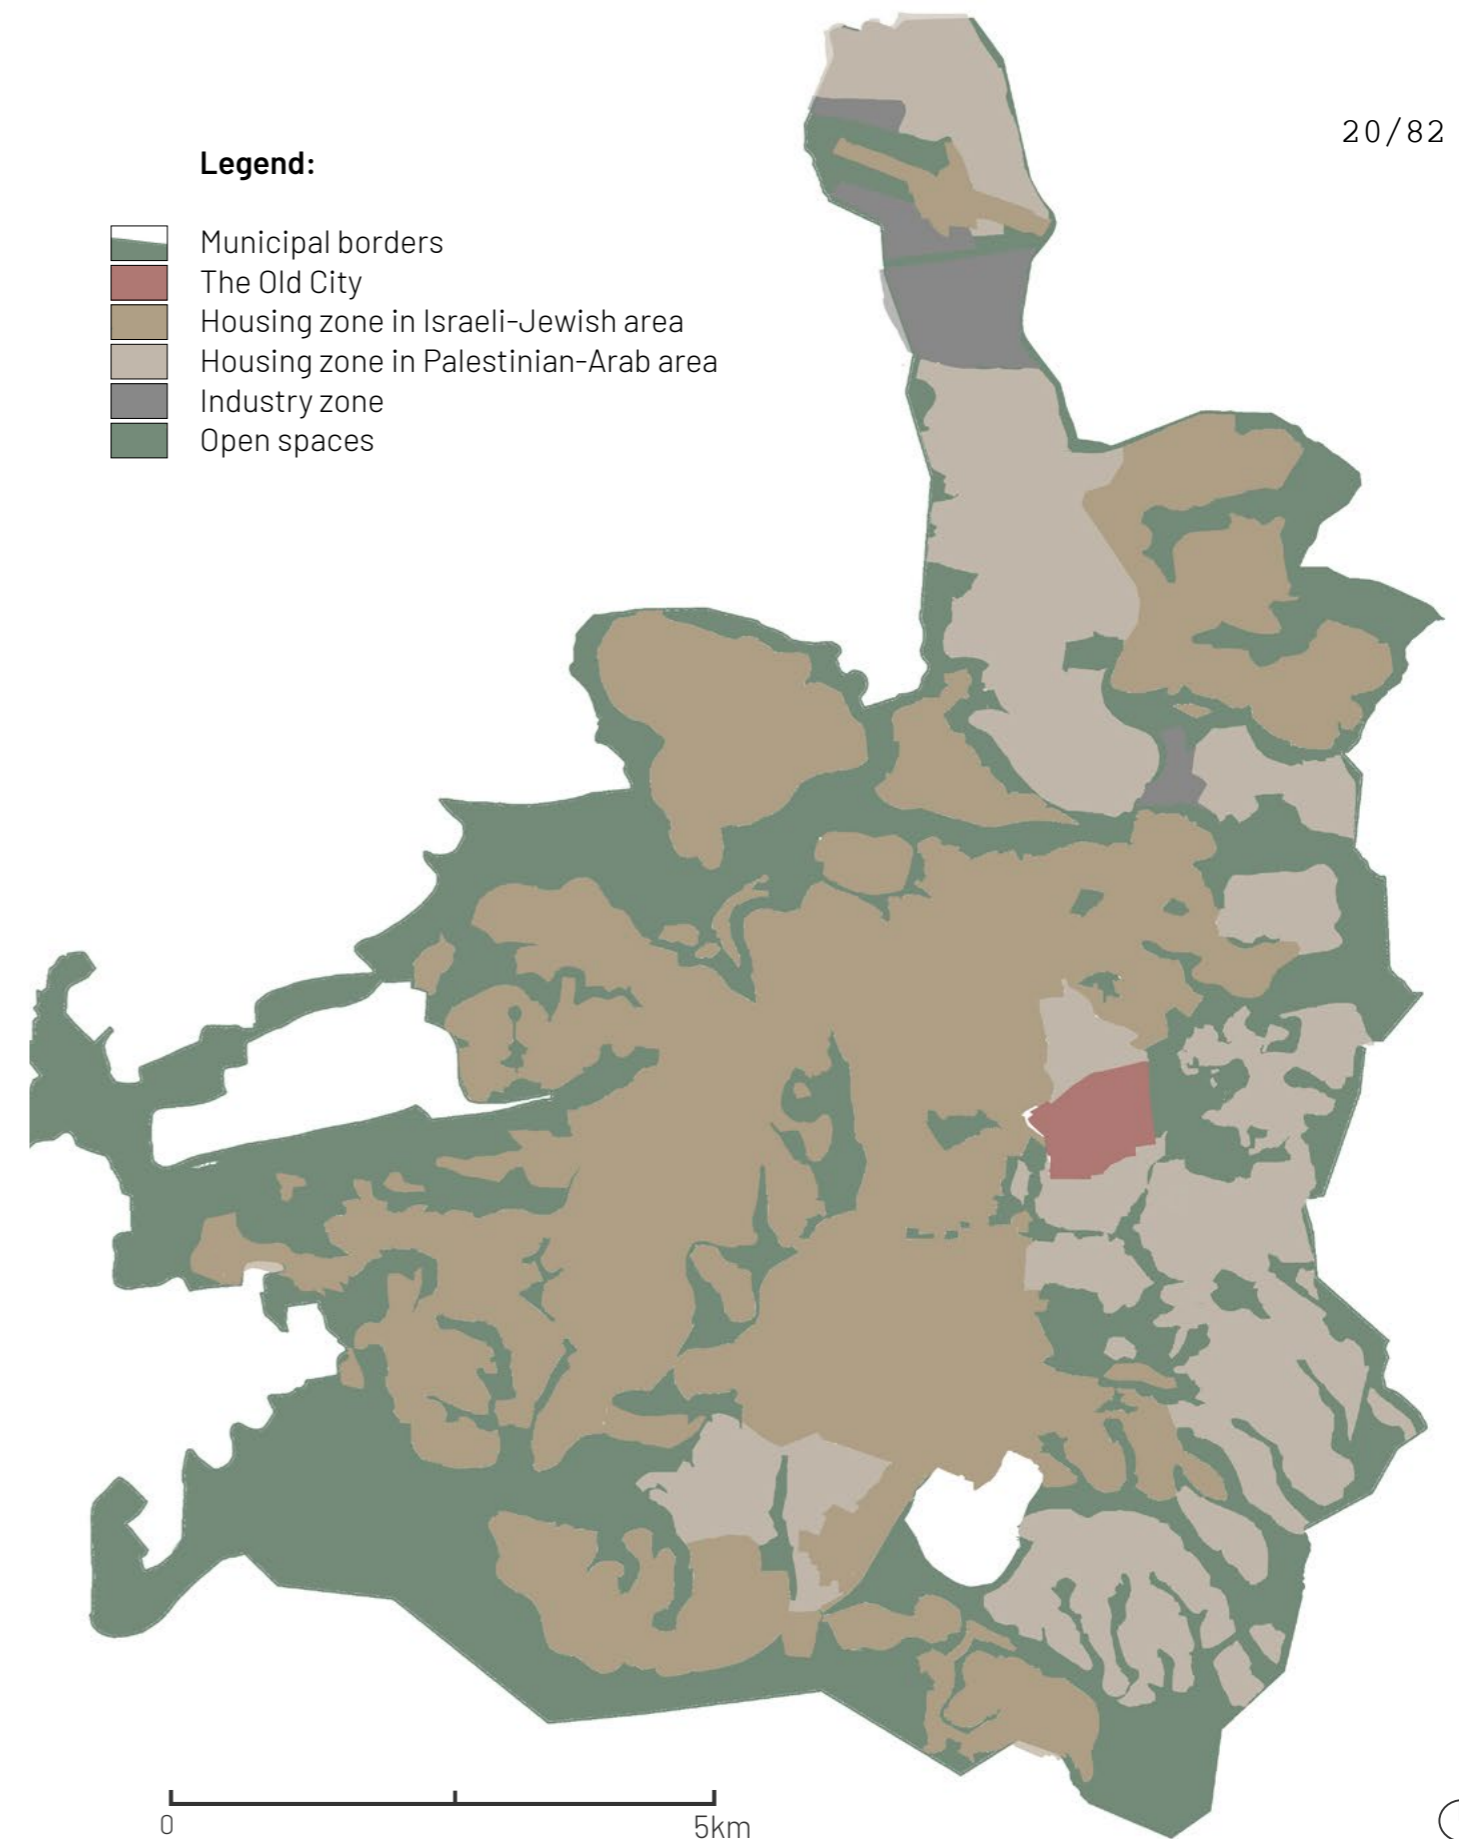 20/82
Legend:
Municipal borders
The Old City
Housing zone in Israeli-Jewish area
Housing zone in Palestinian-Arab area
Industry zone
Open spaces
0 5km